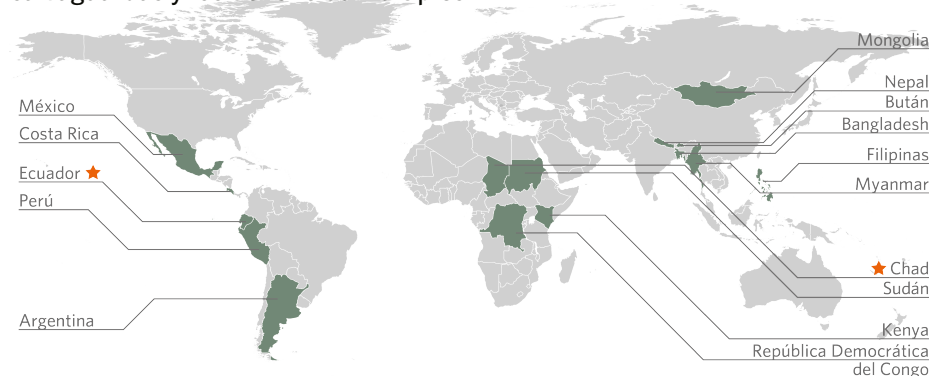 México
Costa Rica
Ecuador
Perú
Argentina
Mongolia
Nepal
Bután
Bangladesh
Filipinas
Myanmar
Chad
Sudán
Kenya
República Democrática
del Congo